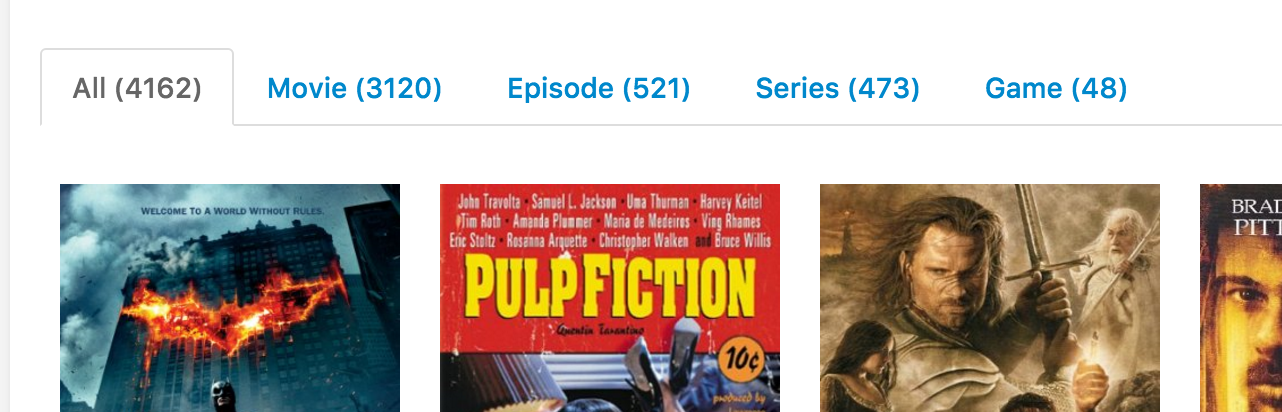 All (4162) Movie (3120) Episode (521) Series (473) Game (48)
WELCOME TO A WORLD WITHOUT RULES.
John Travolta • Samuel L. Jackson • Uma Thurman • Harvey Keitel
Tim Roth • Amanda Plummer • Maria de Medeiros • Ving Rhames
Eric Stoltz • Rosanna Arquette • Christopher Walken and Bruce Willis
PULP FICTION
Quentin Tarantino
10¢
produced by
BRAD
PITT